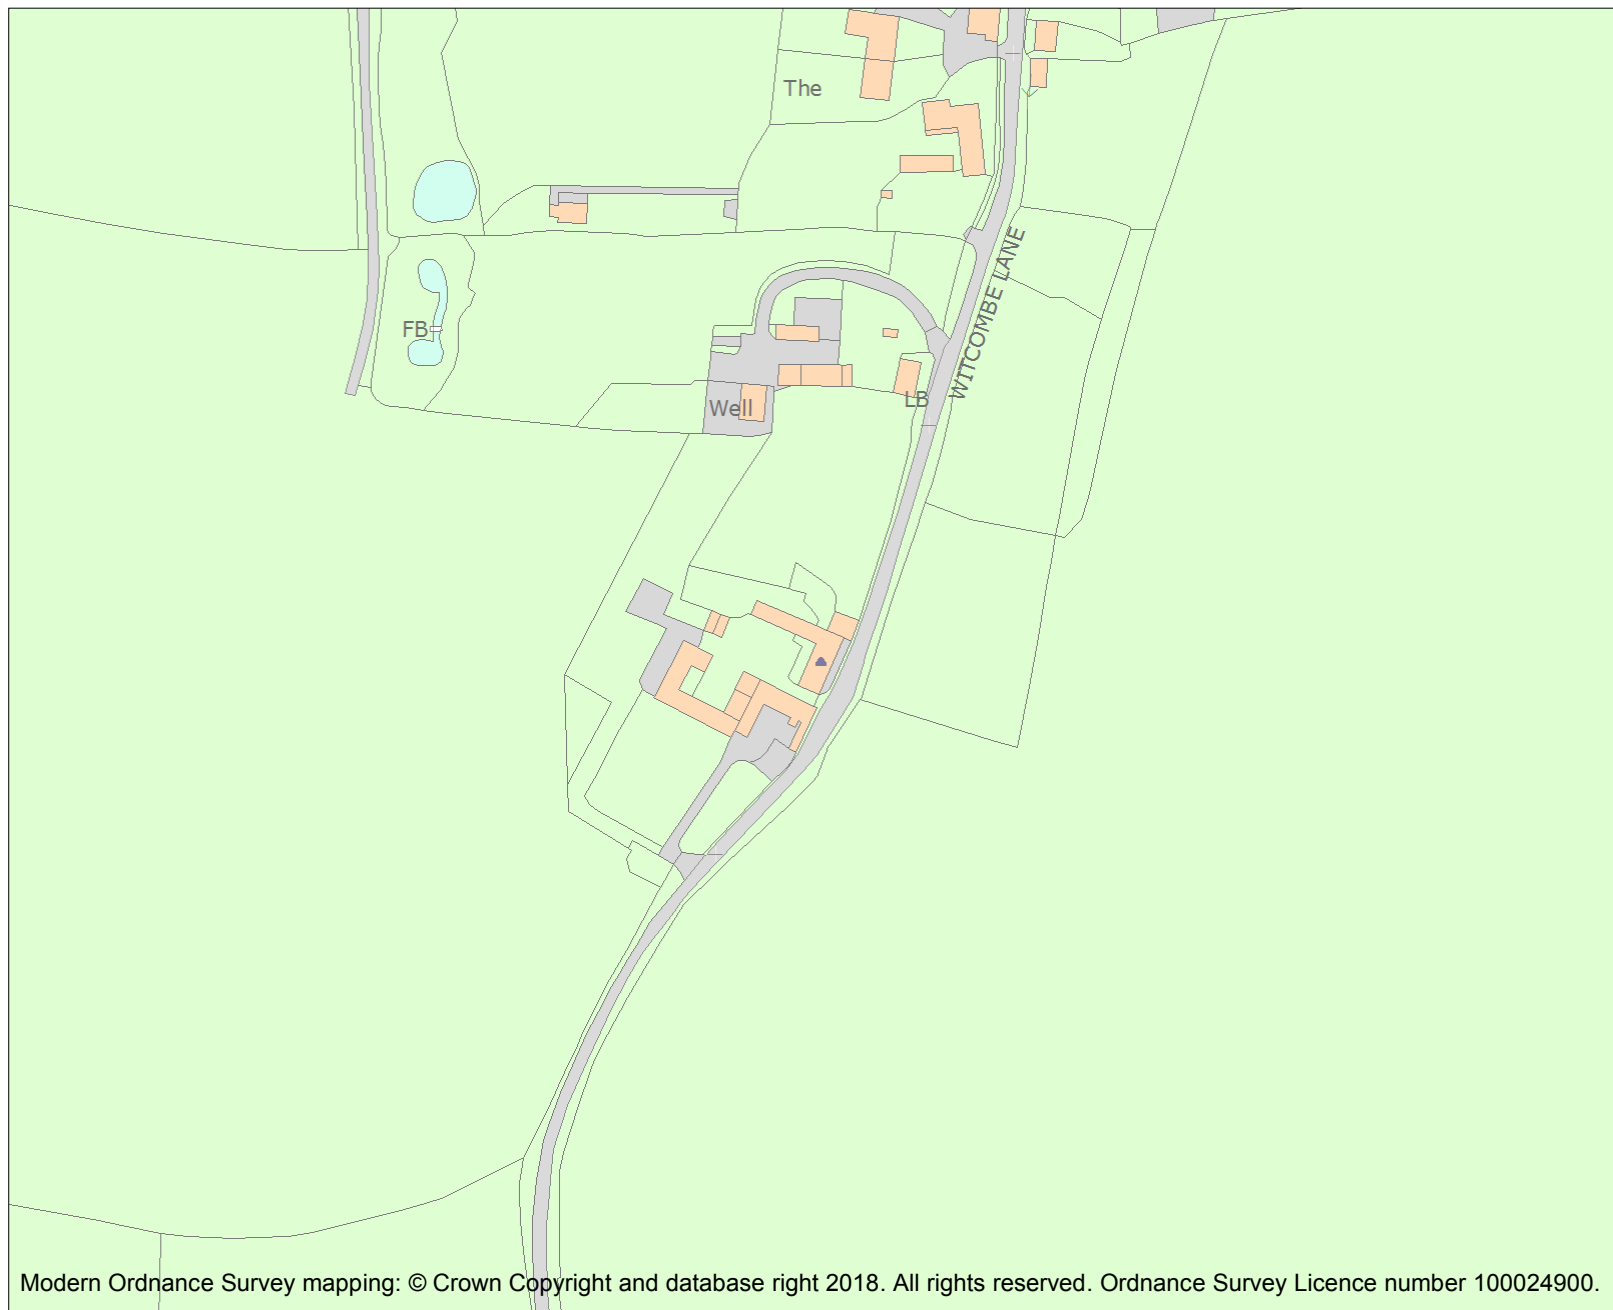 The
WITCOMBE LANE
FB
LB
Well
Modern Ordnance Survey mapping: © Crown Copyright and database right 2018. All rights reserved. Ordnance Survey Licence number 100024900.